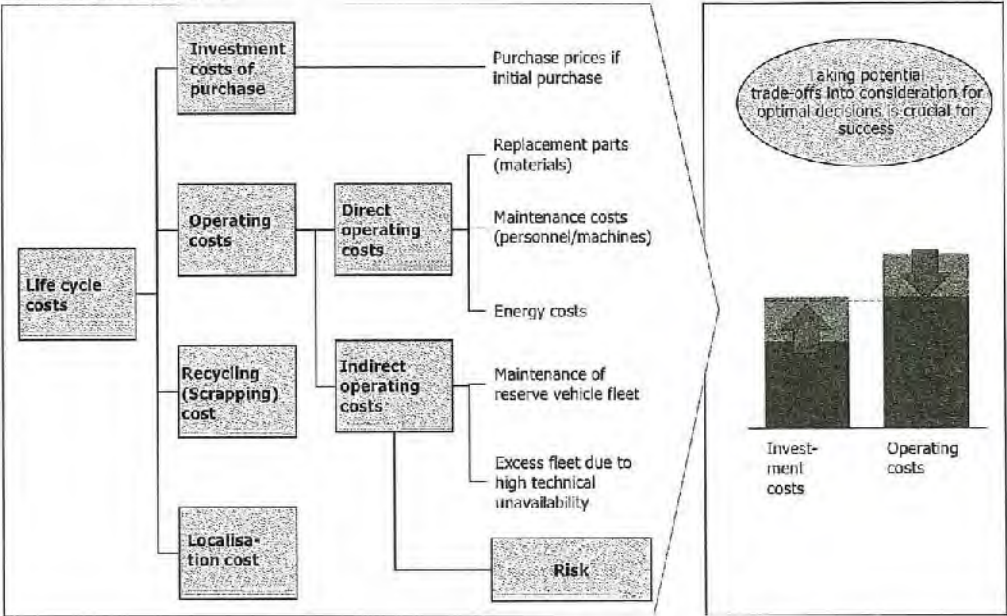 Investment
costs of
purchase
Purchase prices if
initial purchase
Replacement parts
(materials)
Operating
costs
Direct
operating
costs
Maintenance costs
(personnel/machines)
Life cycle
costs
Energy costs
Recycling
(Scrapping)
cost
Indirect
operating
costs
Maintenance of
reserve vehicle fleet
Excess fleet due to
high technical
unavailability
Localisa-
tion cost
Risk
Taking potential
trade-offs into consideration for
optimal decisions is crucial for
success
Invest-
ment
costs
Operating
costs